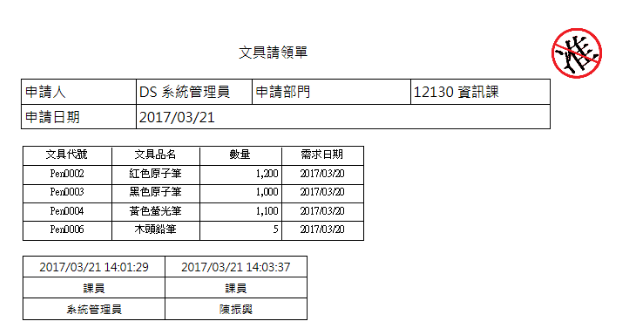 文具請領單
准
申請人 DS 系統管理員 申請部門 12130 資訊課
申請日期 2017/03/21
文具代號 文具品名 數量 需求日期
Pen0002 紅色原子筆 1,200 2017/03/20
Pen0003 黑色原子筆 1,000 2017/03/20
Pen0004 黃色螢光筆 1,100 2017/03/20
Pen0006 木頭鉛筆 5 2017/03/20
2017/03/21 14:01:29 2017/03/21 14:03:37
課員 課員
系統管理員 陳振興